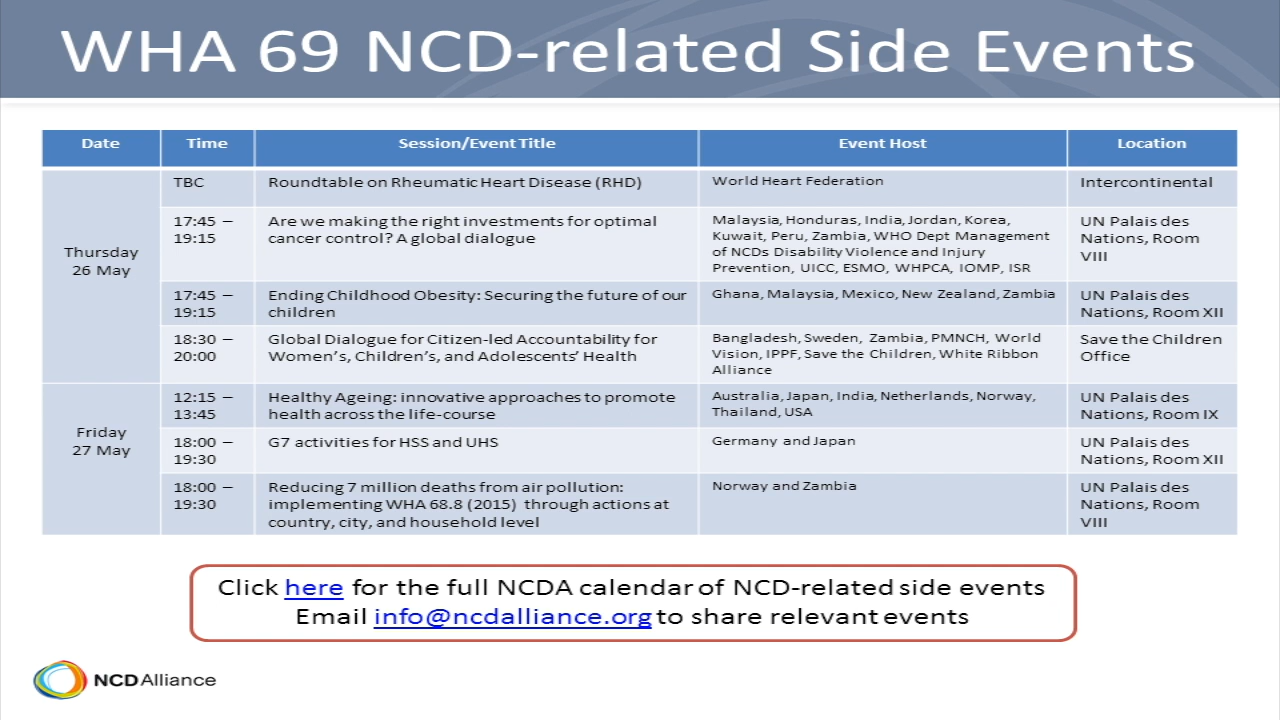 WHA 69 NCD-related Side Events
Date Time Session/Event Title Event Host Location
Thursday
26 May
TBC Roundtable on Rheumatic Heart Disease (RHD) World Heart Federation Intercontinental
17:45 –
19:15
Are we making the right investments for optimal
cancer control? A global dialogue
Malaysia, Honduras, India, Jordan, Korea,
Kuwait, Peru, Zambia, WHO Dept Management
of NCDs Disability Violence and Injury
Prevention, UICC, ESMO, WHPCA, IOMP, ISR
UN Palais des
Nations, Room
VIII
17:45 –
19:15
Ending Childhood Obesity: Securing the future of our
children
Ghana, Malaysia, Mexico, New Zealand, Zambia
UN Palais des
Nations, Room XII
18:30 –
20:00
Global Dialogue for Citizen-led Accountability for
Women's, Children's, and Adolescents' Health
Bangladesh, Sweden, Zambia, PMNCH, World
Vision, IPPF, Save the Children, White Ribbon
Alliance
Save the Children
Office
Friday
27 May
12:15 –
13:45
Healthy Ageing: innovative approaches to promote
health across the life-course
Australia, Japan, India, Netherlands, Norway,
Thailand, USA
UN Palais des
Nations, Room IX
18:00 –
19:30
G7 activities for HSS and UHS
Germany and Japan
UN Palais des
Nations, Room XII
18:00 –
19:30
Reducing 7 million deaths from air pollution:
implementing WHA 68.8 (2015) through actions at
country, city, and household level
Norway and Zambia
UN Palais des
Nations, Room
VIII
Click here for the full NCDA calendar of NCD-related side events
Email info@ncdalliance.org to share relevant events
NCD Alliance